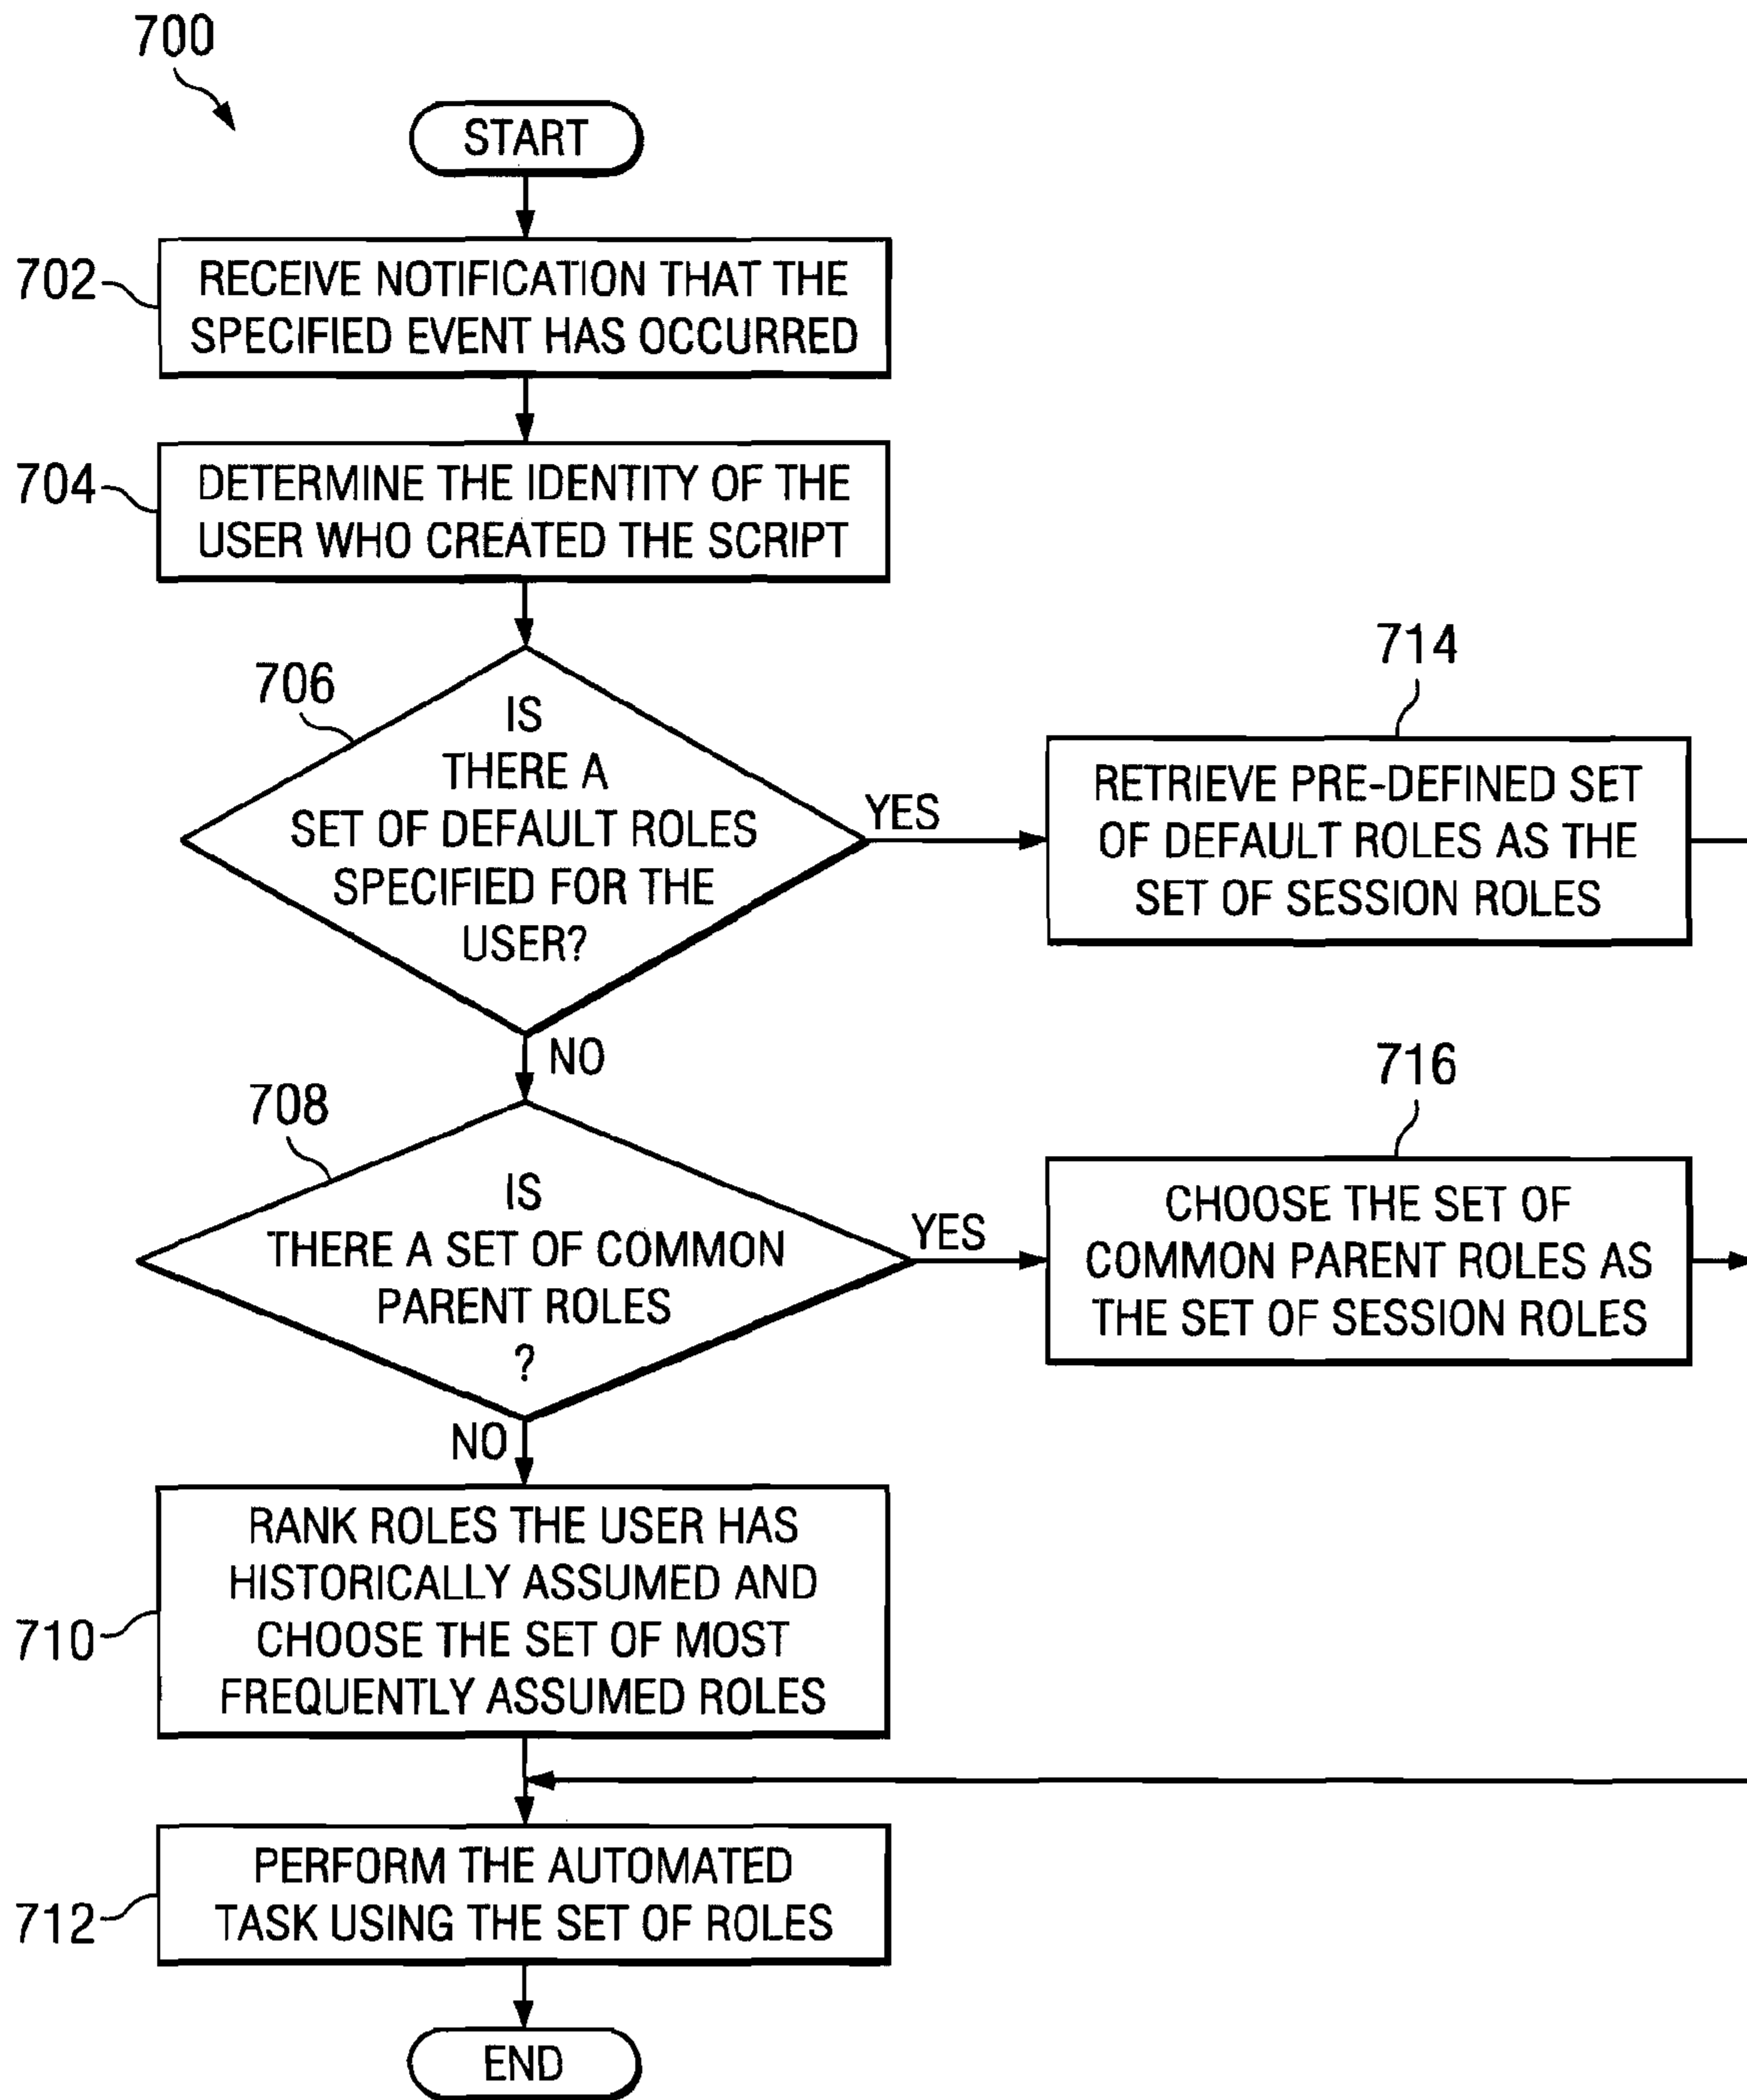 700
START
702
RECEIVE NOTIFICATION THAT THE
SPECIFIED EVENT HAS OCCURRED
704
DETERMINE THE IDENTITY OF THE
USER WHO CREATED THE SCRIPT
706
IS
THERE A
SET OF DEFAULT ROLES
SPECIFIED FOR THE
USER?
YES
714
RETRIEVE PRE-DEFINED SET
OF DEFAULT ROLES AS THE
SET OF SESSION ROLES
NO
708
IS
THERE A SET OF COMMON
PARENT ROLES
?
YES
716
CHOOSE THE SET OF
COMMON PARENT ROLES AS
THE SET OF SESSION ROLES
NO
710
RANK ROLES THE USER HAS
HISTORICALLY ASSUMED AND
CHOOSE THE SET OF MOST
FREQUENTLY ASSUMED ROLES
712
PERFORM THE AUTOMATED
TASK USING THE SET OF ROLES
END